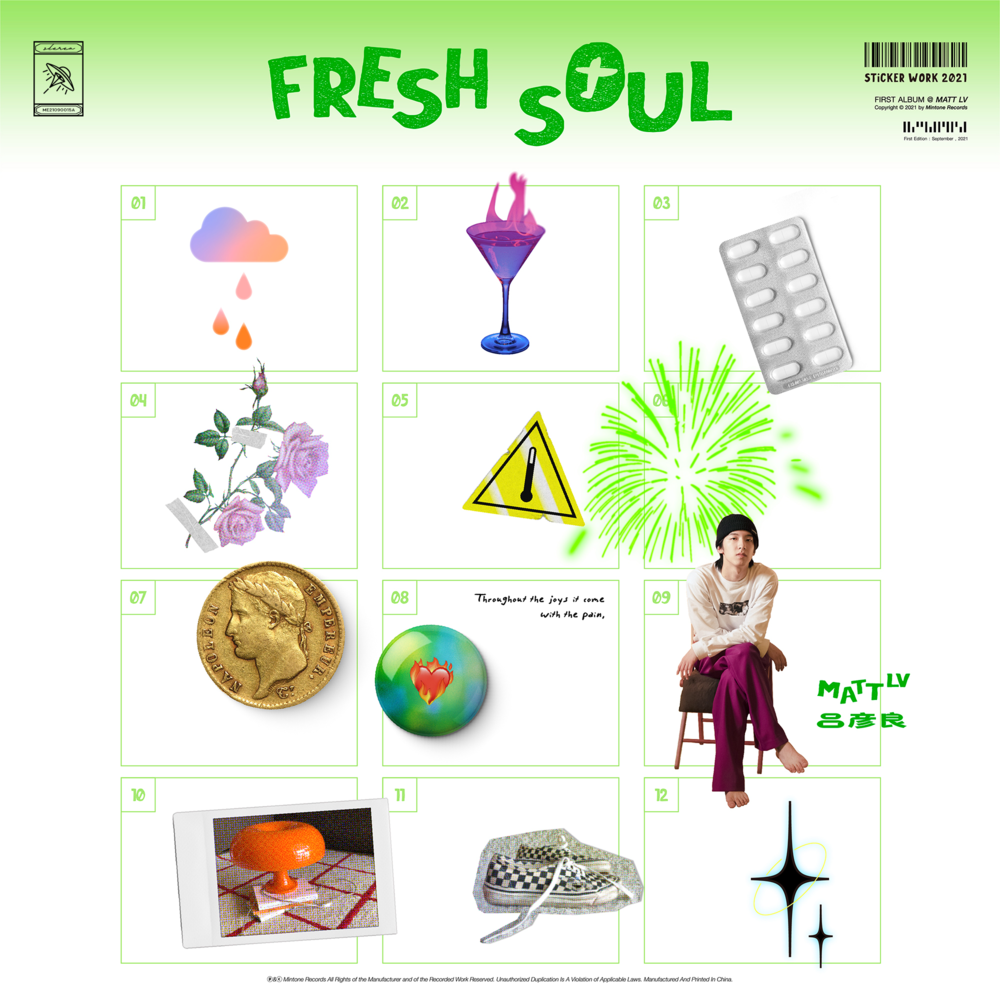 sharen
FRESH SOUL
STiCKER WORK 2021
FIRST ALBUM @ MATT LV
Copyright © 2021 by Mintone Records
First Edition : September , 2021
01
02
03
04
05
07
NAPOLEON EMPEREUR.
08
Throughout the joys it come
with the pain,
09
MATT LV
呂彦良
10
11
12
Ⓟ&© Mintone Records All Rights of the Manufacturer and of the Recorded Work Reserved. Unauthorized Duplication Is A Violation of Applicable Laws. Manufactured And Printed In China.